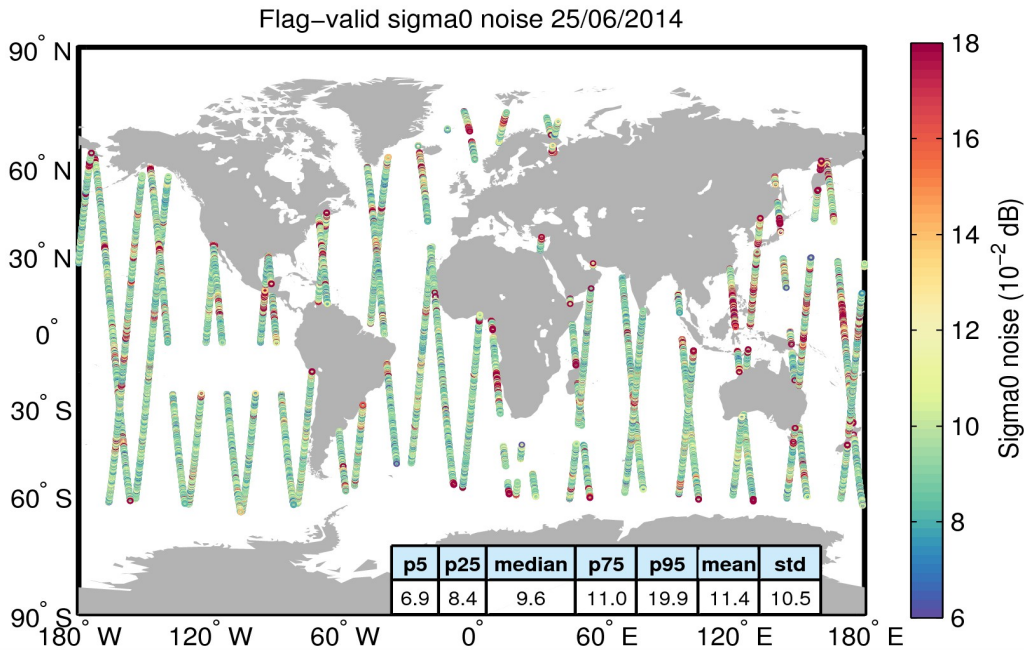 Flag−valid sigma0 noise 25/06/2014
90° N
60° N
30° N
0°
30° S
60° S
90° S
180° W
120° W
60° W
0°
60° E
120° E
180° E
p5 p25 median p75 p95 mean std
6.9 8.4 9.6 11.0 19.9 11.4 10.5
18
16
14
12
10
8
6
Sigma0 noise (10⁻² dB)